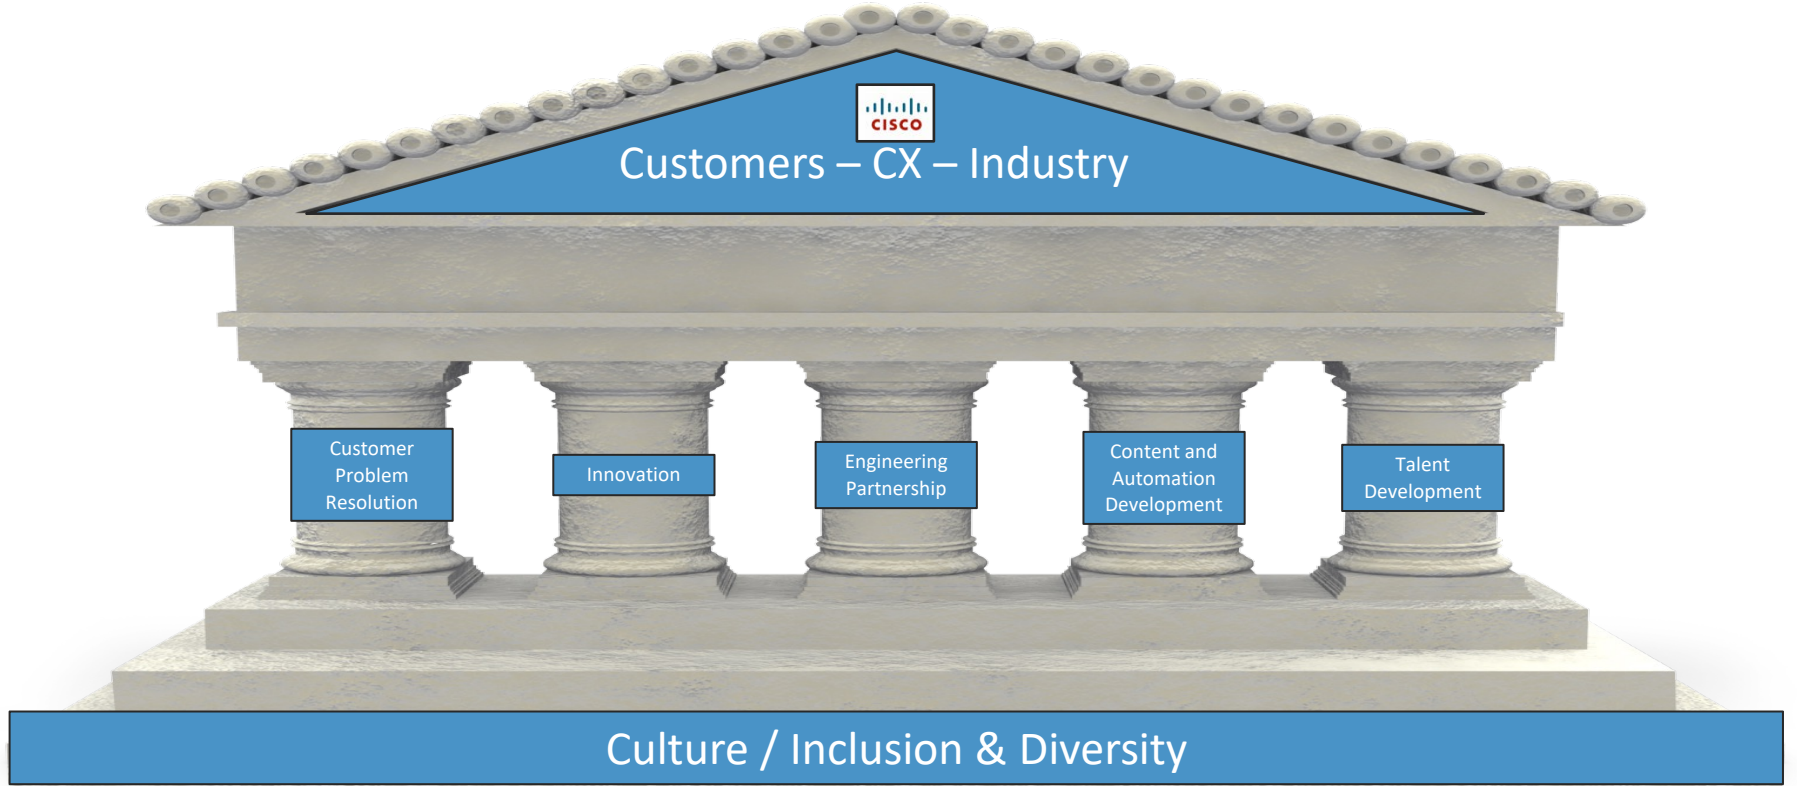 CISCO
Customers – CX – Industry
Customer
Problem
Resolution
Innovation
Engineering
Partnership
Content and
Automation
Development
Talent
Development
Culture / Inclusion & Diversity